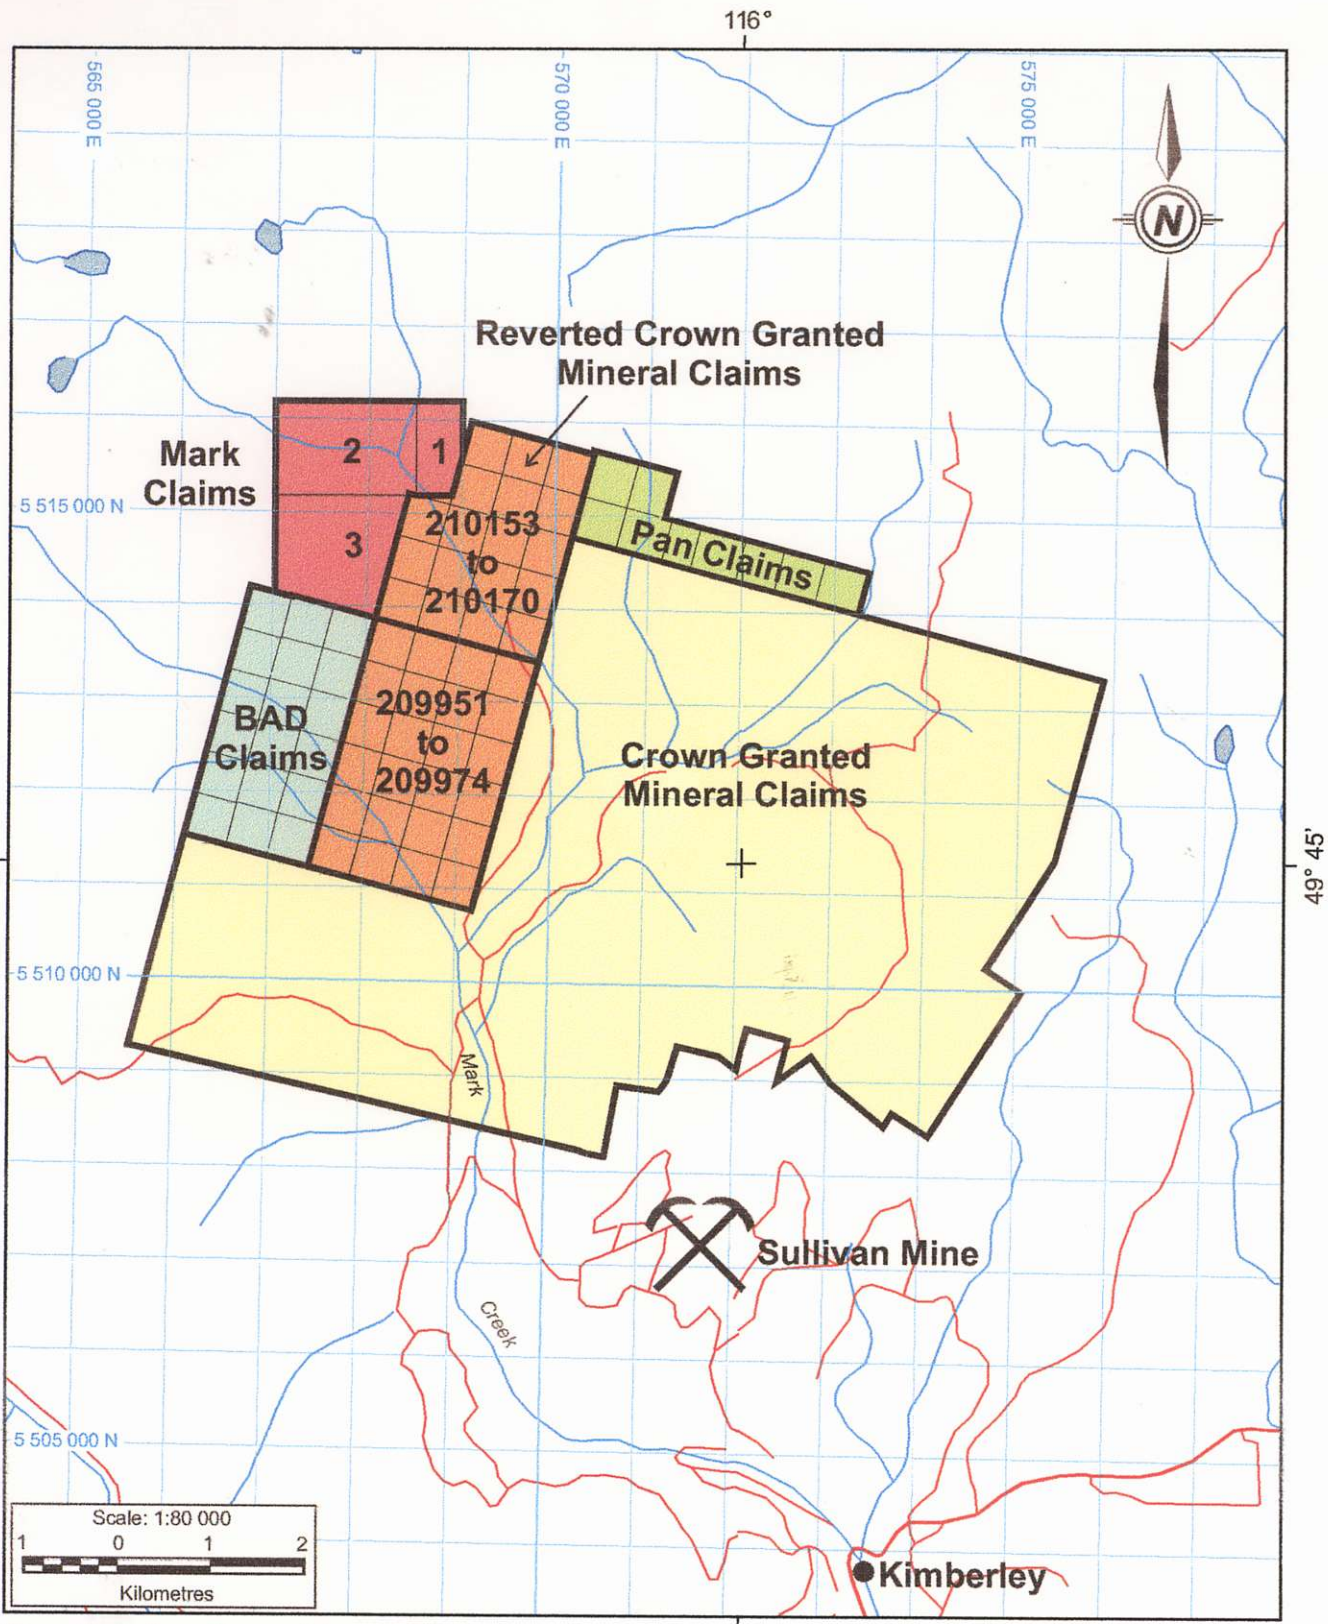 116°
565 000 E
570 000 E
575 000 E
N
Reverted Crown Granted
Mineral Claims
Mark
Claims
2
1
3
5 515 000 N
210153
to
210170
Pan Claims
BAD
Claims
209951
to
209974
Crown Granted
Mineral Claims
49° 45'
5 510 000 N
Mark
Sullivan Mine
Creek
5 505 000 N
Scale: 1:80 000
1 0 1 2
Kilometres
Kimberley